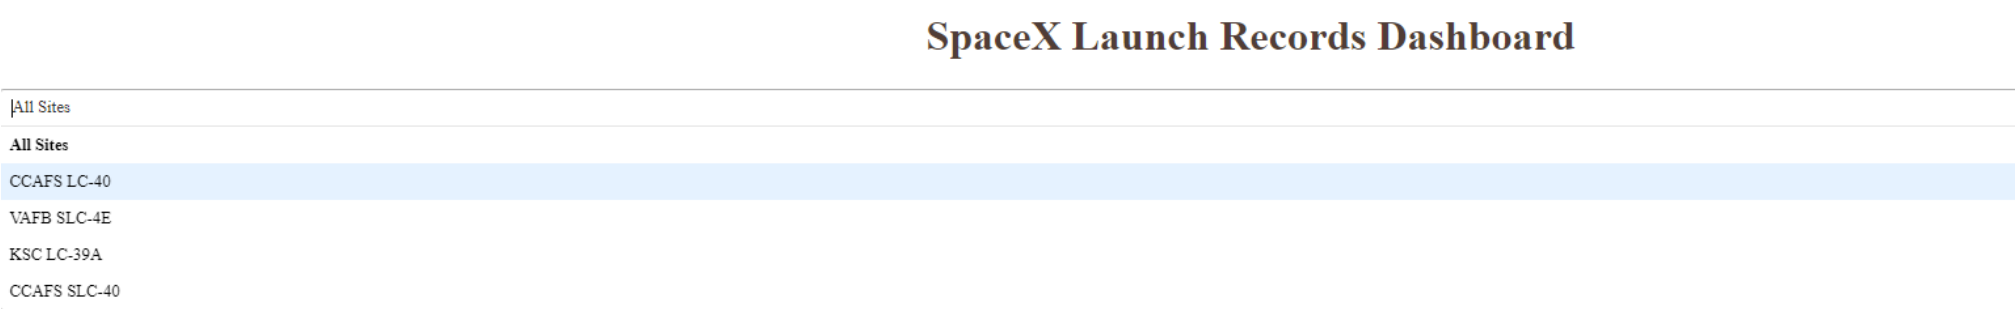 SpaceX Launch Records Dashboard
All Sites
All Sites
CCAFS LC-40
VAFB SLC-4E
KSC LC-39A
CCAFS SLC-40